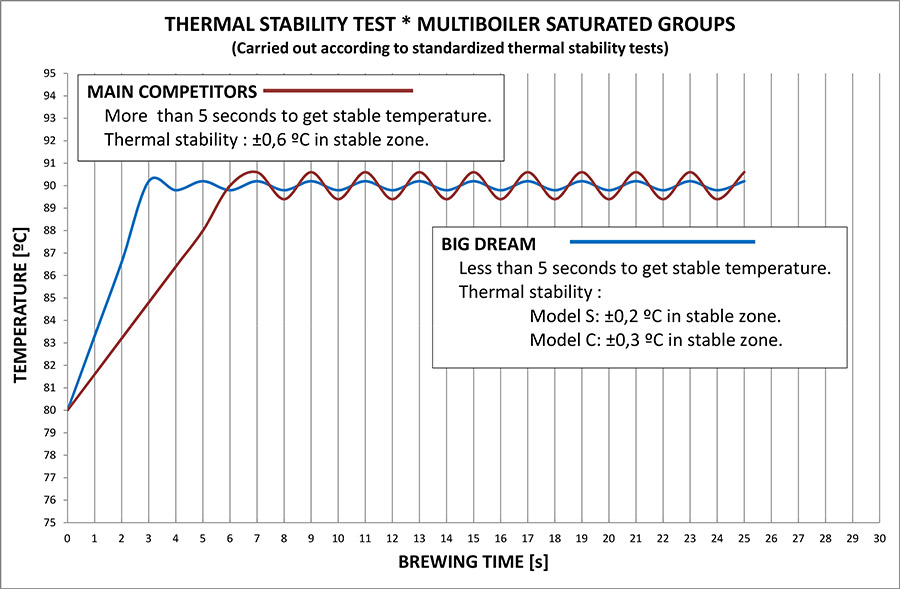 THERMAL STABILITY TEST * MULTIBOILER SATURATED GROUPS
(Carried out according to standardized thermal stability tests)
95
94
93
92
91
90
89
88
87
86
85
84
83
82
81
80
79
78
77
76
75
TEMPERATURE [ºC]
MAIN COMPETITORS
More than 5 seconds to get stable temperature.
Thermal stability : ±0,6 ºC in stable zone.
BIG DREAM
Less than 5 seconds to get stable temperature.
Thermal stability :
Model S: ±0,2 ºC in stable zone.
Model C: ±0,3 ºC in stable zone.
0 1 2 3 4 5 6 7 8 9 10 11 12 13 14 15 16 17 18 19 20 21 22 23 24 25 25 26 28 29 30
BREWING TIME [s]